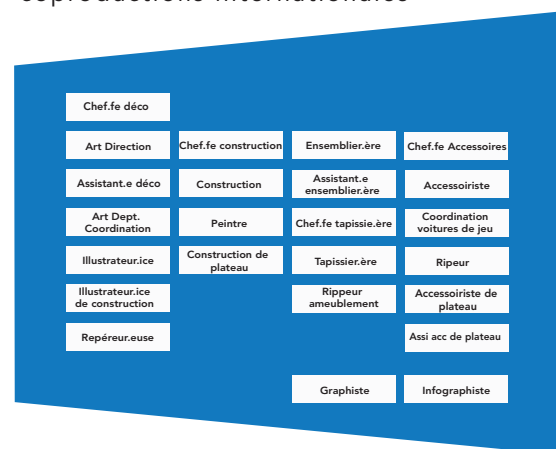 coproductions internationales
Chef.fe déco
Art Direction
Chef.fe construction
Ensemblier.ère
Chef.fe Accessoires
Assistant.e déco
Construction
Assistant.e
ensemblier.ère
Accessoiriste
Art Dept.
Coordination
Peintre
Chef.fe tapissie.ère
Coordination
voitures de jeu
Illustrateur.ice
Construction de
plateau
Tapissier.ère
Ripeur
Illustrateur.ice
de construction
Rippeur
ameublement
Accessoiriste de
plateau
Repéreur.euse
Assi acc de plateau
Graphiste
Infographiste